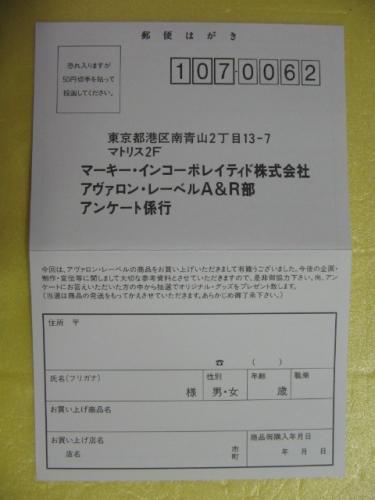 郵便はがき
恐れ入りますが
50円切手を貼って
投函してください。
107-0062
東京都港区南青山2丁目13-7
マトリス2F
マーキー・インコーポレイティド株式会社
アヴァロン・レーベルA&R部
アンケート係行
今回は、アヴァロン・レーベルの商品をお買い上げいただきまして有難うございました。今後の企画・
制作・宣伝等に関しまして大切な参考資料とさせていただきますので、是非御協力下さい。尚、アン
ケートにお答えいただいた方の中から抽選でオリジナル・グッズをプレゼント致します。
(当選は商品の発送をもってかえさせていただきます。あらかじめ御了承下さい。)
住所 〒
☎ ( )
氏名(フリガナ) 性別 年齢 職業
様 男・女 歳
お買い上げ商品名
お買い上げ店名 市 商品御購入年月日
店名 町 年 月 日